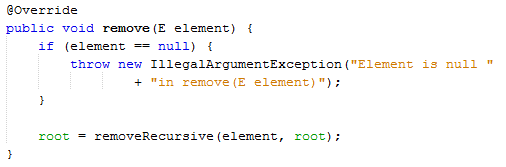 @Override
public void remove(E element) {
if (element == null) {
throw new IllegalArgumentException("Element is null "
+ "in remove(E element)");
}
root = removeRecursive(element, root);
}